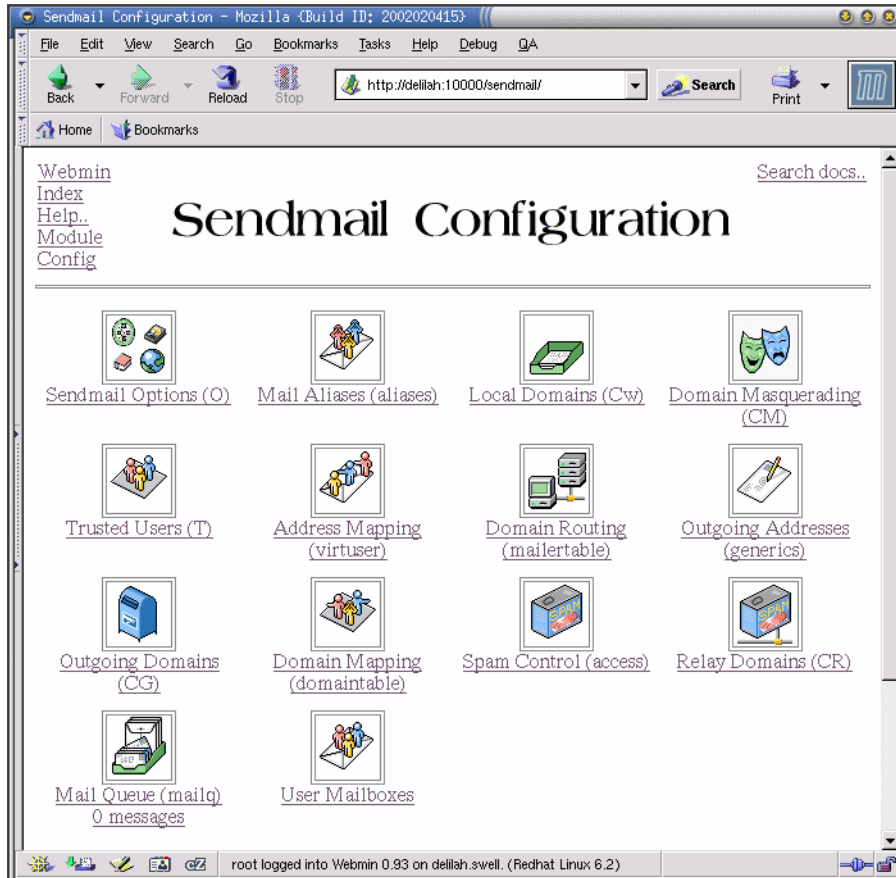 Sendmail Configuration - Mozilla {Build ID: 2002020415}
File Edit View Search Go Bookmarks Tasks Help Debug QA
Back Forward Reload Stop http://delilah:10000/sendmail/ Search Print
Home Bookmarks
Webmin
Index
Help..
Module
Config
Search docs..
Sendmail Configuration
Sendmail Options (O)
Mail Aliases (aliases)
Local Domains (Cw)
Domain Masquerading
(CM)
Trusted Users (T)
Address Mapping
(virtuser)
Domain Routing
(mailertable)
Outgoing Addresses
(generics)
Outgoing Domains
(CG)
Domain Mapping
(domaintable)
SPAM
Spam Control (access)
SPAM
Relay Domains (CR)
Mail Queue (mailq)
0 messages
User Mailboxes
root logged into Webmin 0.93 on delilah.swell. (Redhat Linux 6.2)